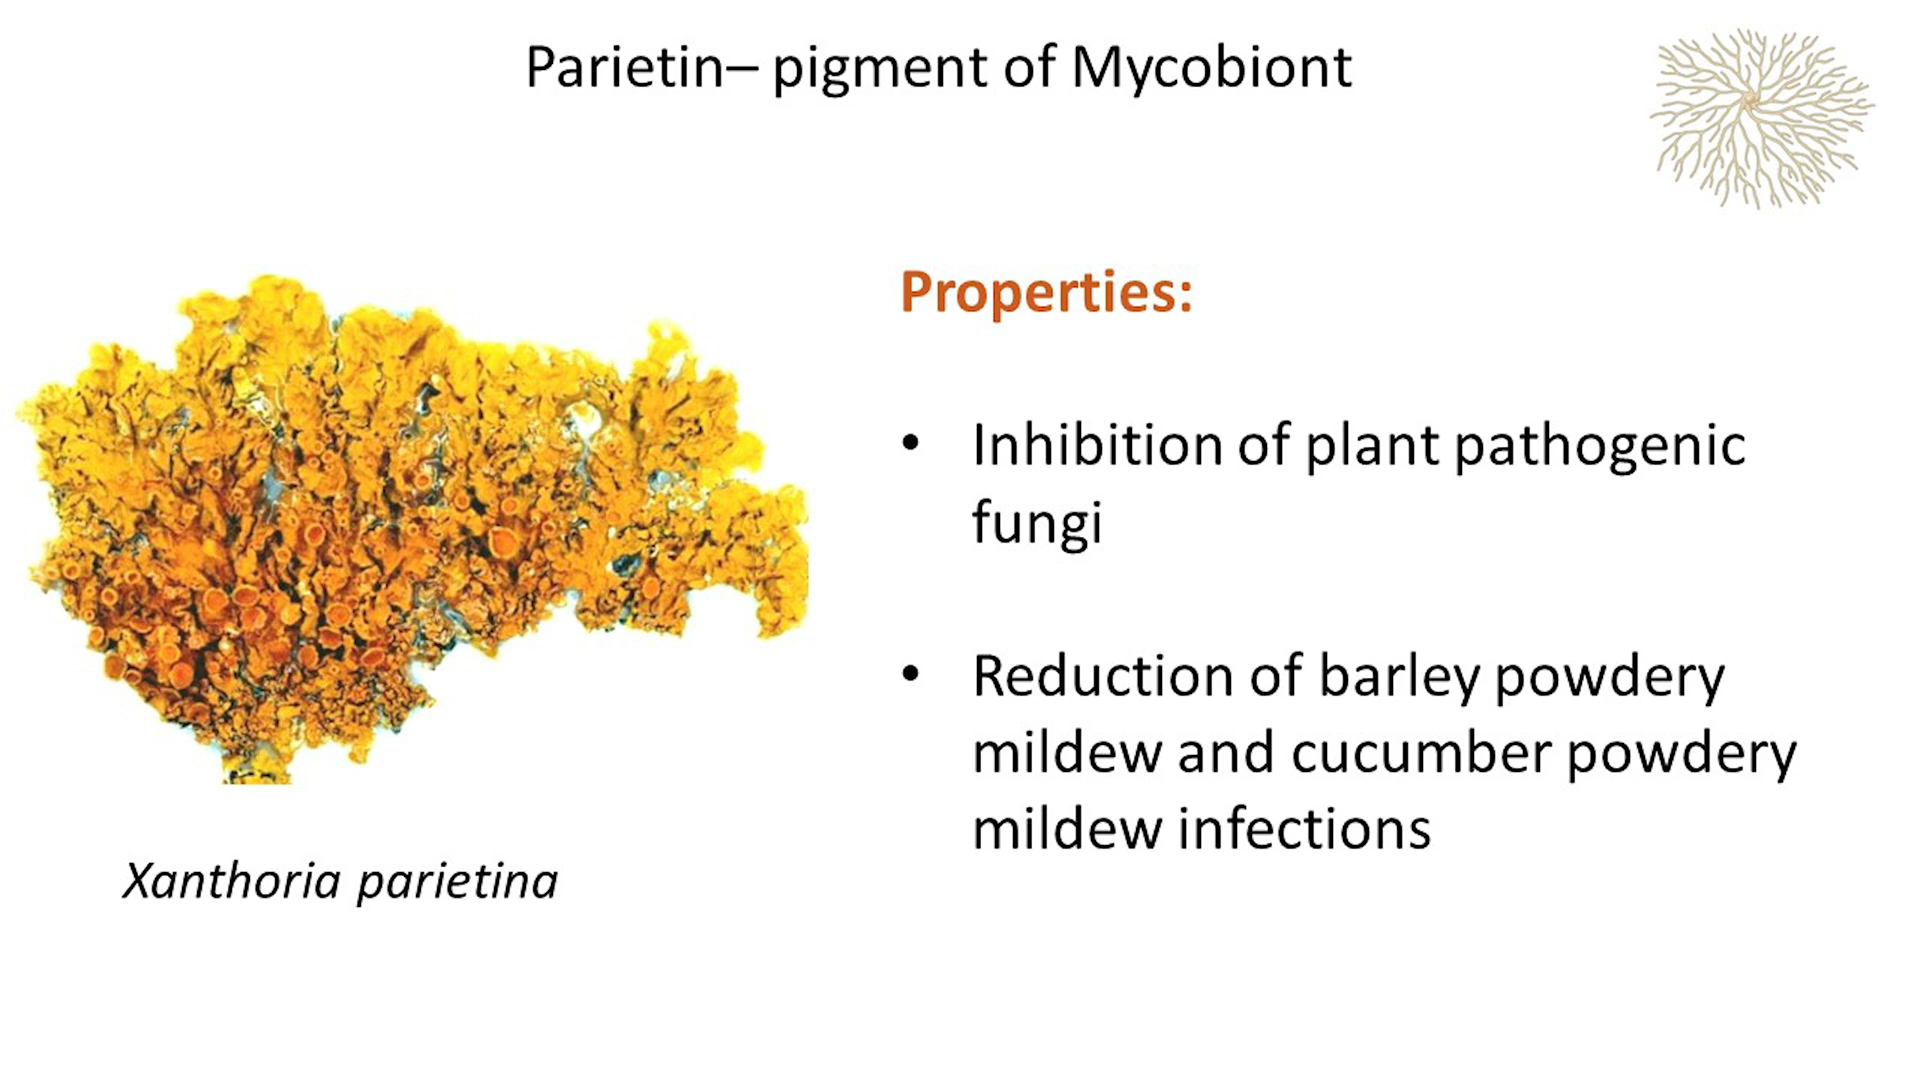 Parietin– pigment of Mycobiont
Properties:
• Inhibition of plant pathogenic
fungi
• Reduction of barley powdery
mildew and cucumber powdery
mildew infections
Xanthoria parietina